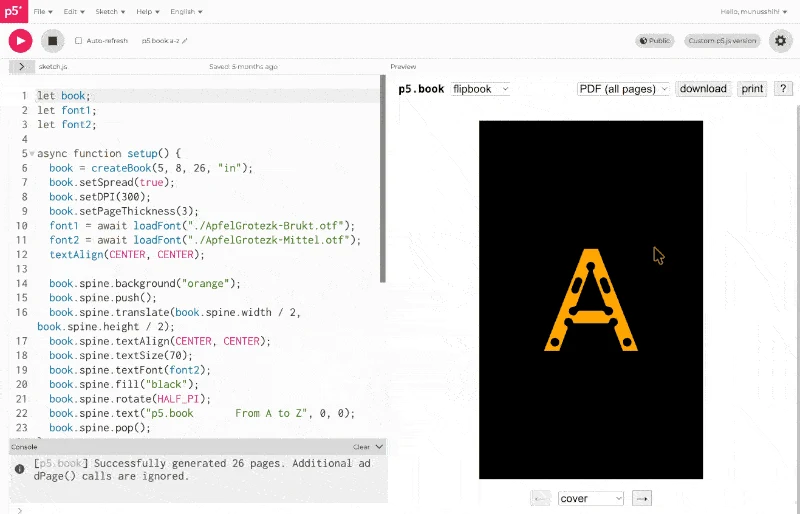 p5* File Edit Sketch Help English Hello, munusshih!
Auto-refresh p5.book:a-z Public Custom p5.js version
sketch.js Saved: 5 months ago Preview
p5.book flipbook PDF (all pages) download print ?
1 let book;
2 let font1;
3 let font2;
4
5 async function setup() {
6 book = createBook(5, 8, 26, "in");
7 book.setSpread(true);
8 book.setDPI(300);
9 book.setPageThickness(3);
10 font1 = await loadFont("./ApfelGrotezk-Brukt.otf");
11 font2 = await loadFont("./ApfelGrotezk-Mittel.otf");
12 textAlign(CENTER, CENTER);
13
14 book.spine.background("orange");
15 book.spine.push();
16 book.spine.translate(book.spine.width / 2,
book.spine.height / 2);
17 book.spine.textAlign(CENTER, CENTER);
18 book.spine.textSize(70);
19 book.spine.textFont(font2);
20 book.spine.fill("black");
21 book.spine.rotate(HALF_PI);
22 book.spine.text("p5.book       From A to Z", 0, 0);
23 book.spine.pop();
A
Console Clear
[p5.book] Successfully generated 26 pages. Additional ad
dPage() calls are ignored.
> 
← cover →